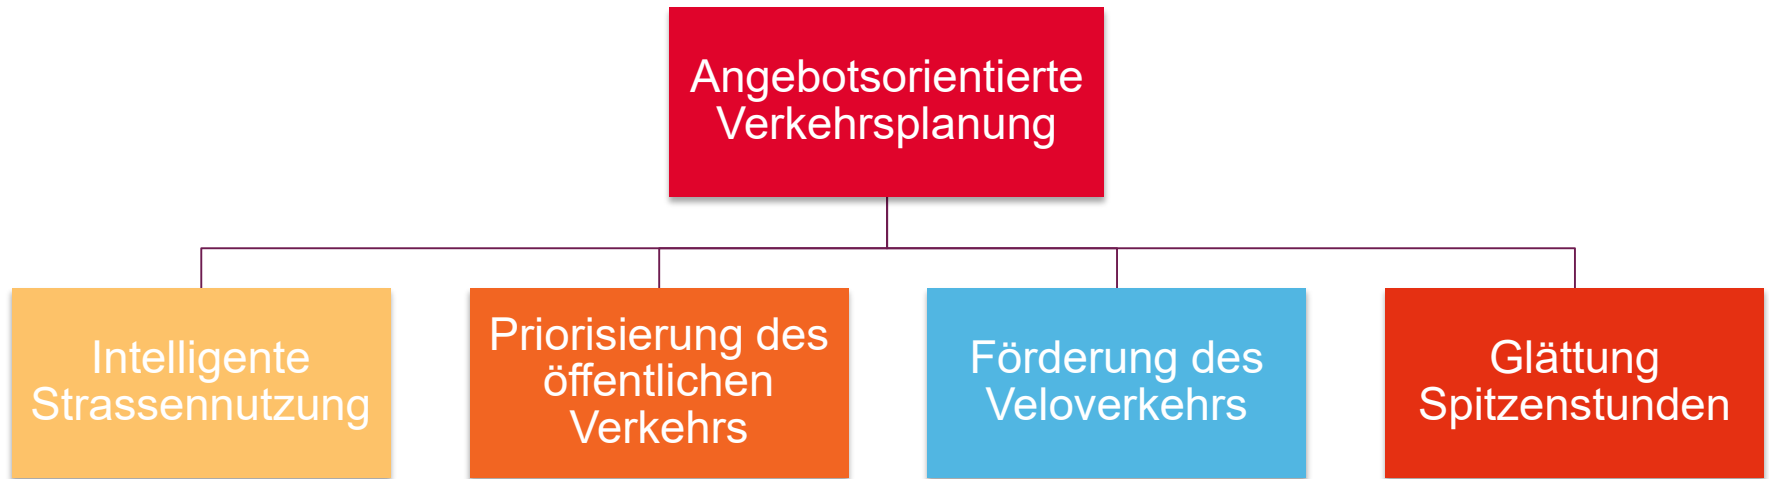 Angebotsorientierte
Verkehrsplanung
Intelligente
Strassennutzung
Priorisierung des
öffentlichen
Verkehrs
Förderung des
Veloverkehrs
Glättung
Spitzenstunden